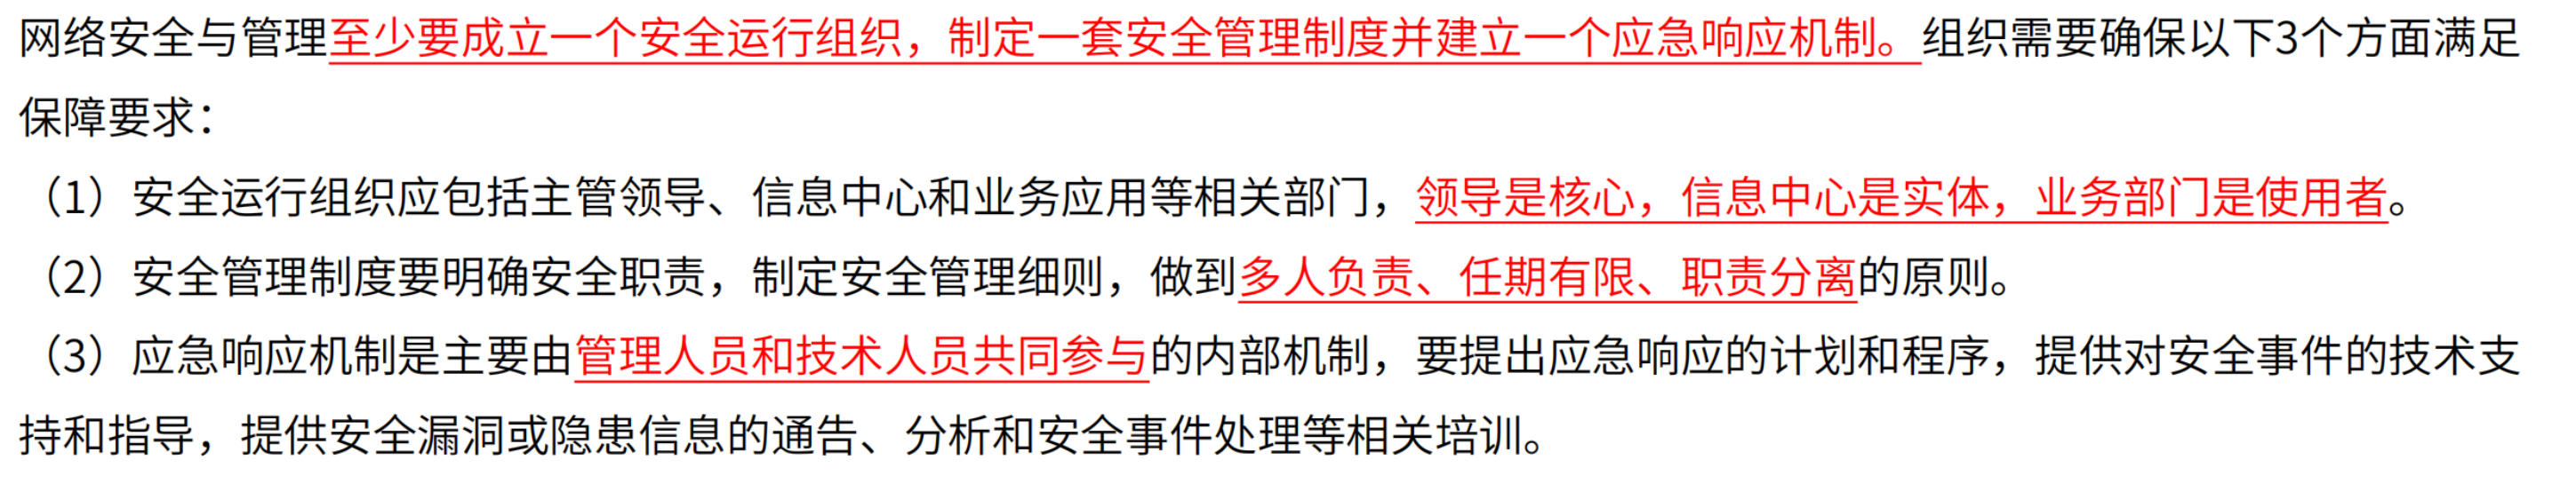 网络安全与管理至少要成立一个安全运行组织，制定一套安全管理制度并建立一个应急响应机制。组织需要确保以下3个方面满足
保障要求：
（1）安全运行组织应包括主管领导、信息中心和业务应用等相关部门，领导是核心，信息中心是实体，业务部门是使用者。
（2）安全管理制度要明确安全职责，制定安全管理细则，做到多人负责、任期有限、职责分离的原则。
（3）应急响应机制是主要由管理人员和技术人员共同参与的内部机制，要提出应急响应的计划和程序，提供对安全事件的技术支
持和指导，提供安全漏洞或隐患信息的通告、分析和安全事件处理等相关培训。